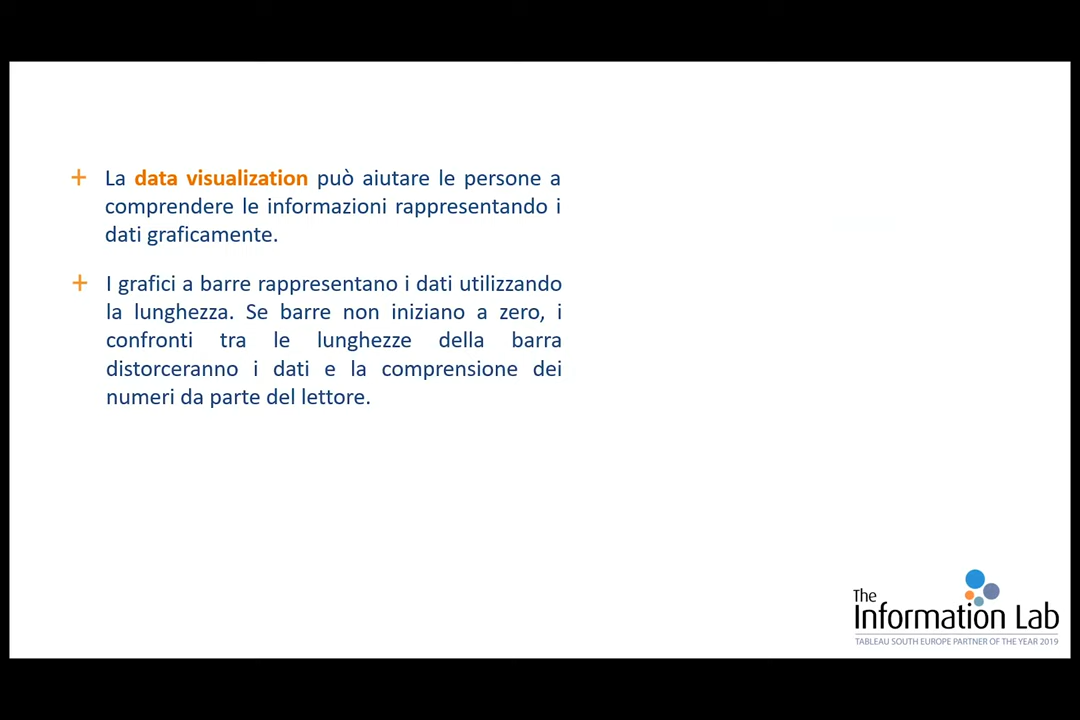 La data visualization può aiutare le persone a
comprendere le informazioni rappresentando i
dati graficamente.
I grafici a barre rappresentano i dati utilizzando
la lunghezza. Se barre non iniziano a zero, i
confronti tra le lunghezze della barra
distorceranno i dati e la comprensione dei
numeri da parte del lettore.
The
Information Lab
TABLEAU SOUTH EUROPE PARTNER OF THE YEAR 2019